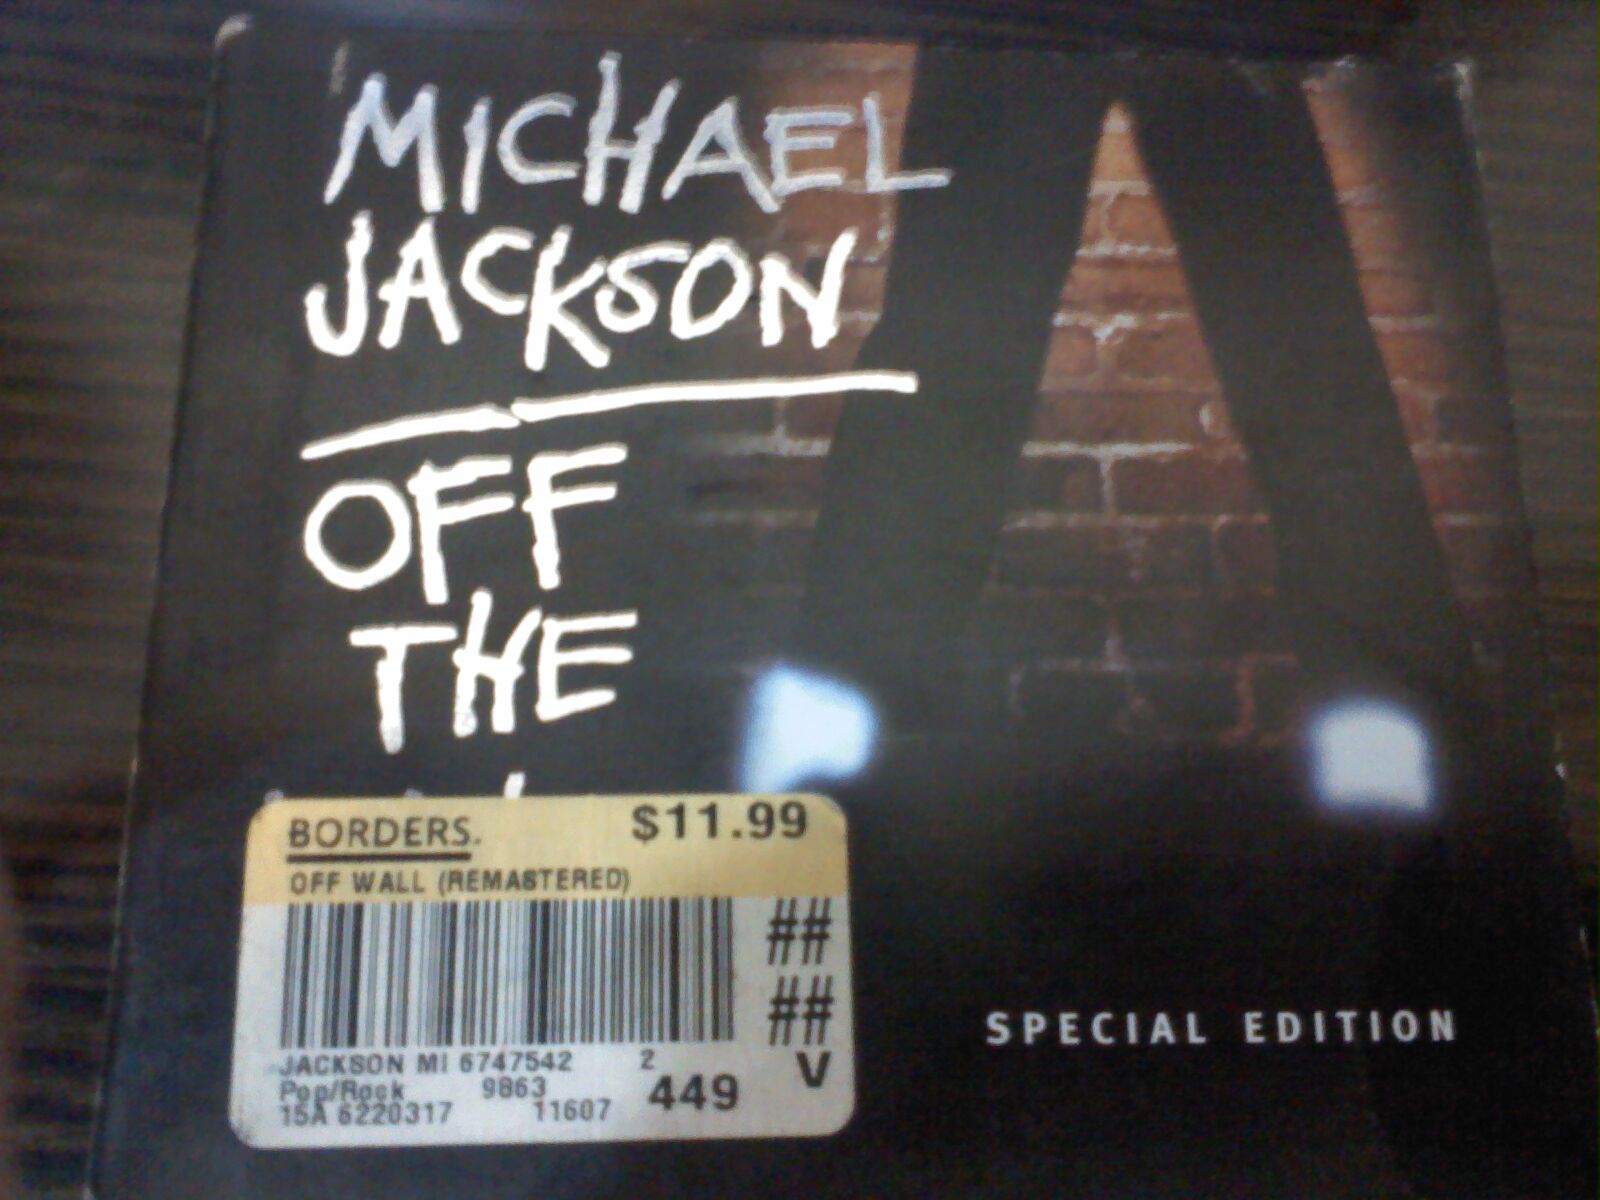 MICHAEL
JACKSON
OFF
THE
BORDERS. $11.99
OFF WALL (REMASTERED)
##
##
V
JACKSON MI 6747542 2
Pop/Rock 9863 449
15A 6220317 11607
SPECIAL EDITION